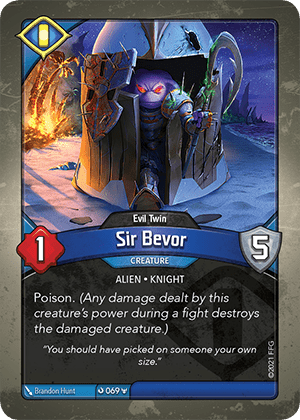 Evil Twin
Sir Bevor
CREATURE
1
5
ALIEN • KNIGHT
Poison. (Any damage dealt by this
creature's power during a fight destroys
the damaged creature.)
"You should have picked on someone your own
size."
Brandon Hunt
069
©2021 FFG